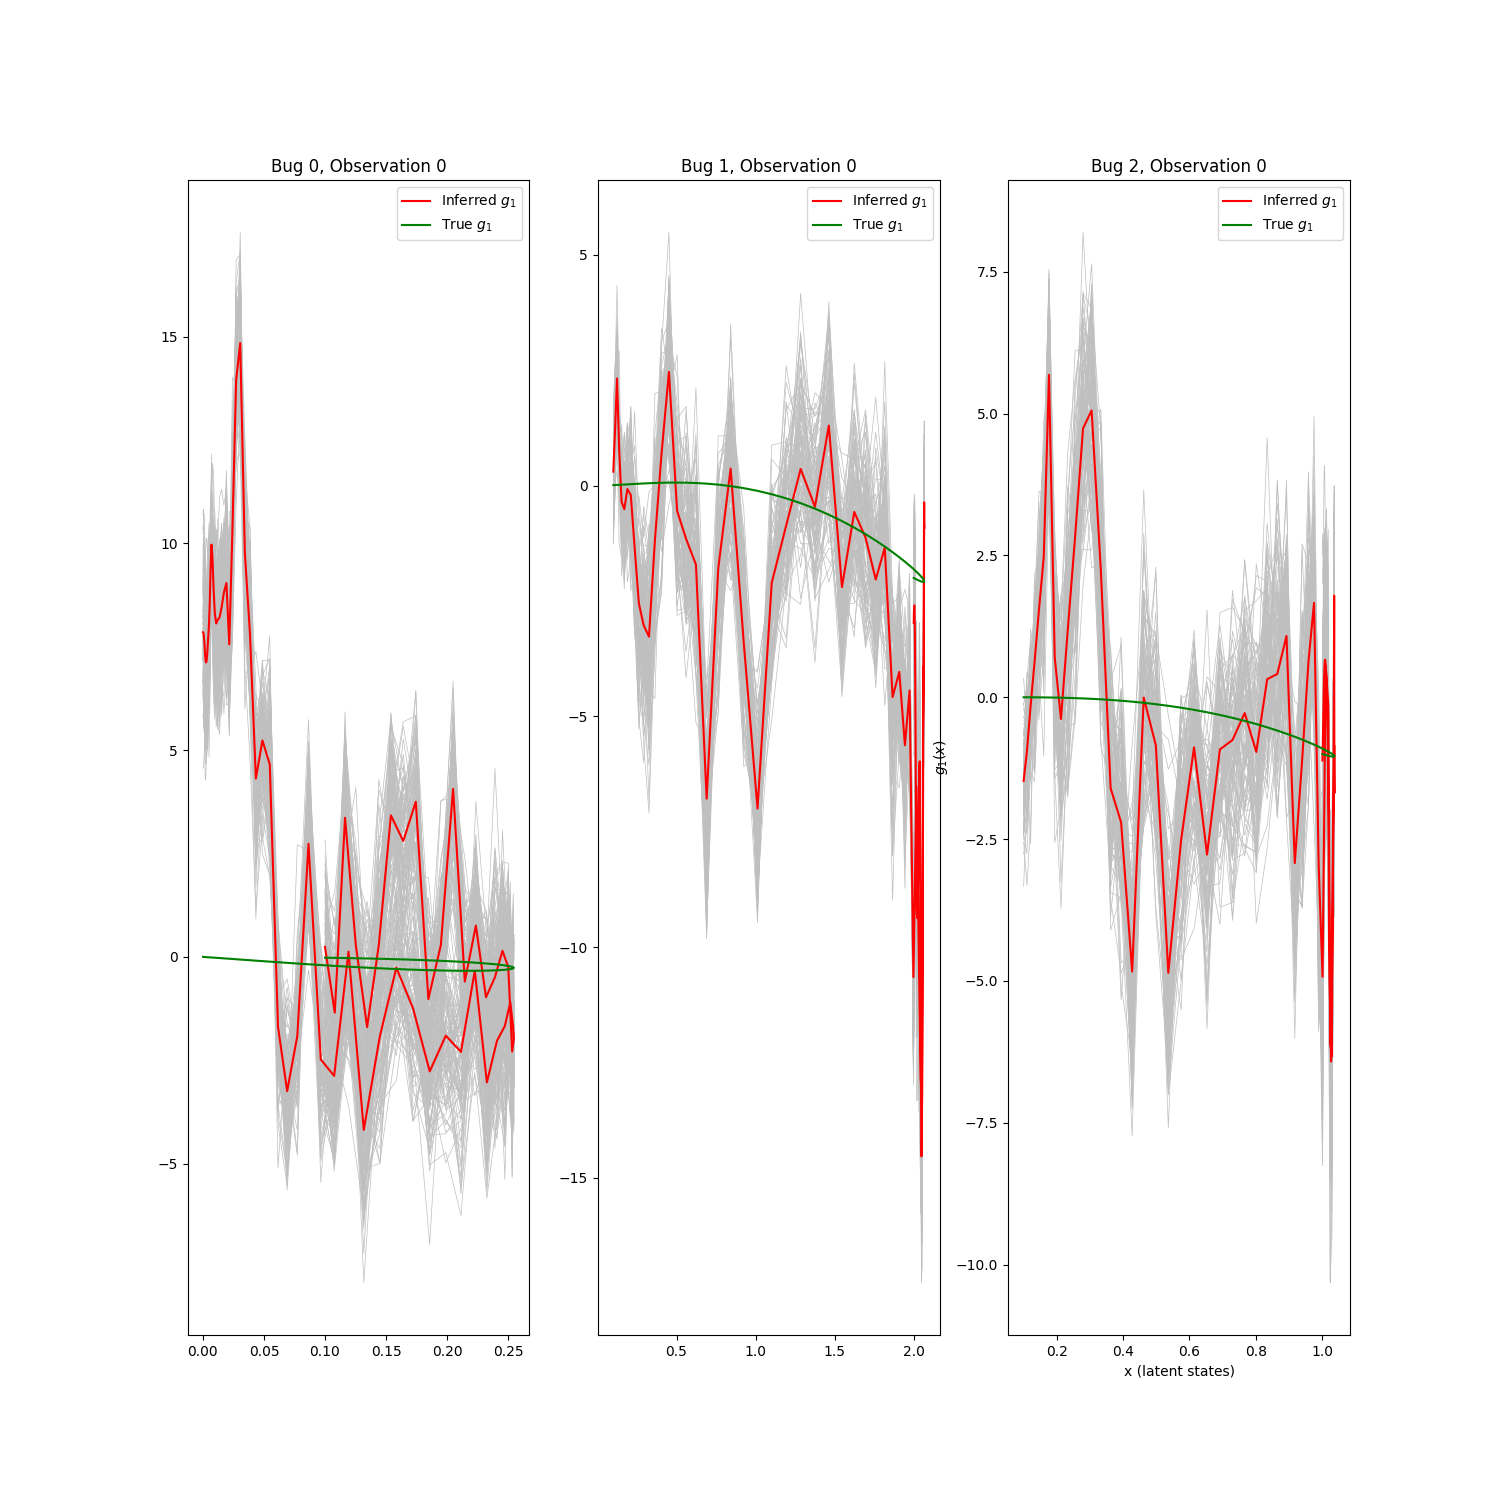 Bug 0, Observation 0
Inferred g₁
True g₁
15
10
5
0
−5
0.00 0.05 0.10 0.15 0.20 0.25
Bug 1, Observation 0
Inferred g₁
True g₁
5
0
−5
−10
−15
0.5 1.0 1.5 2.0
Bug 2, Observation 0
Inferred g₁
True g₁
g₁(x)
7.5
5.0
2.5
0.0
−2.5
−5.0
−7.5
−10.0
0.2 0.4 0.6 0.8 1.0
x (latent states)